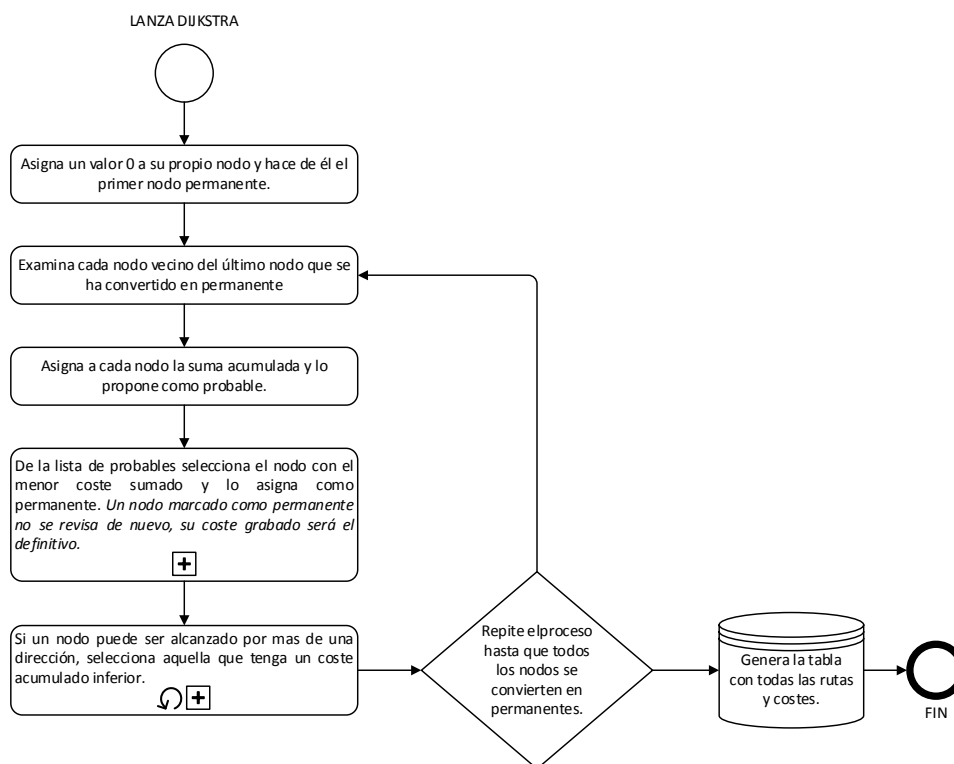 LANZA DIJKSTRA
Asigna un valor 0 a su propio nodo y hace de él el
primer nodo permanente.
Examina cada nodo vecino del último nodo que se
ha convertido en permanente
Asigna a cada nodo la suma acumulada y lo
propone como probable.
De la lista de probables selecciona el nodo con el
menor coste sumado y lo asigna como
permanente. Un nodo marcado como permanente
no se revisa de nuevo, su coste grabado será el
definitivo.
Si un nodo puede ser alcanzado por mas de una
dirección, selecciona aquella que tenga un coste
acumulado inferior.
Repite el proceso
hasta que todos
los nodos se
convierten en
permanentes.
Genera la tabla
con todas las rutas
y costes.
FIN